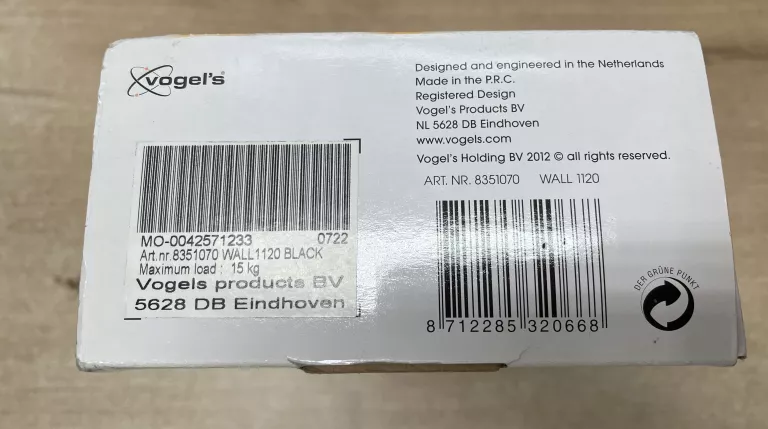 vogel's®
Designed and engineered in the Netherlands
Made in the P.R.C.
Registered Design
Vogel's Products BV
NL 5628 DB Eindhoven
www.vogels.com
Vogel's Holding BV 2012 © all rights reserved.
ART. NR. 8351070 WALL 1120
MO-0042571233 0722
Art.nr.8351070 WALL1120 BLACK
Maximum load : 15 kg
Vogels products BV
5628 DB Eindhoven
8 712285 320668
DER GRÜNE PUNKT